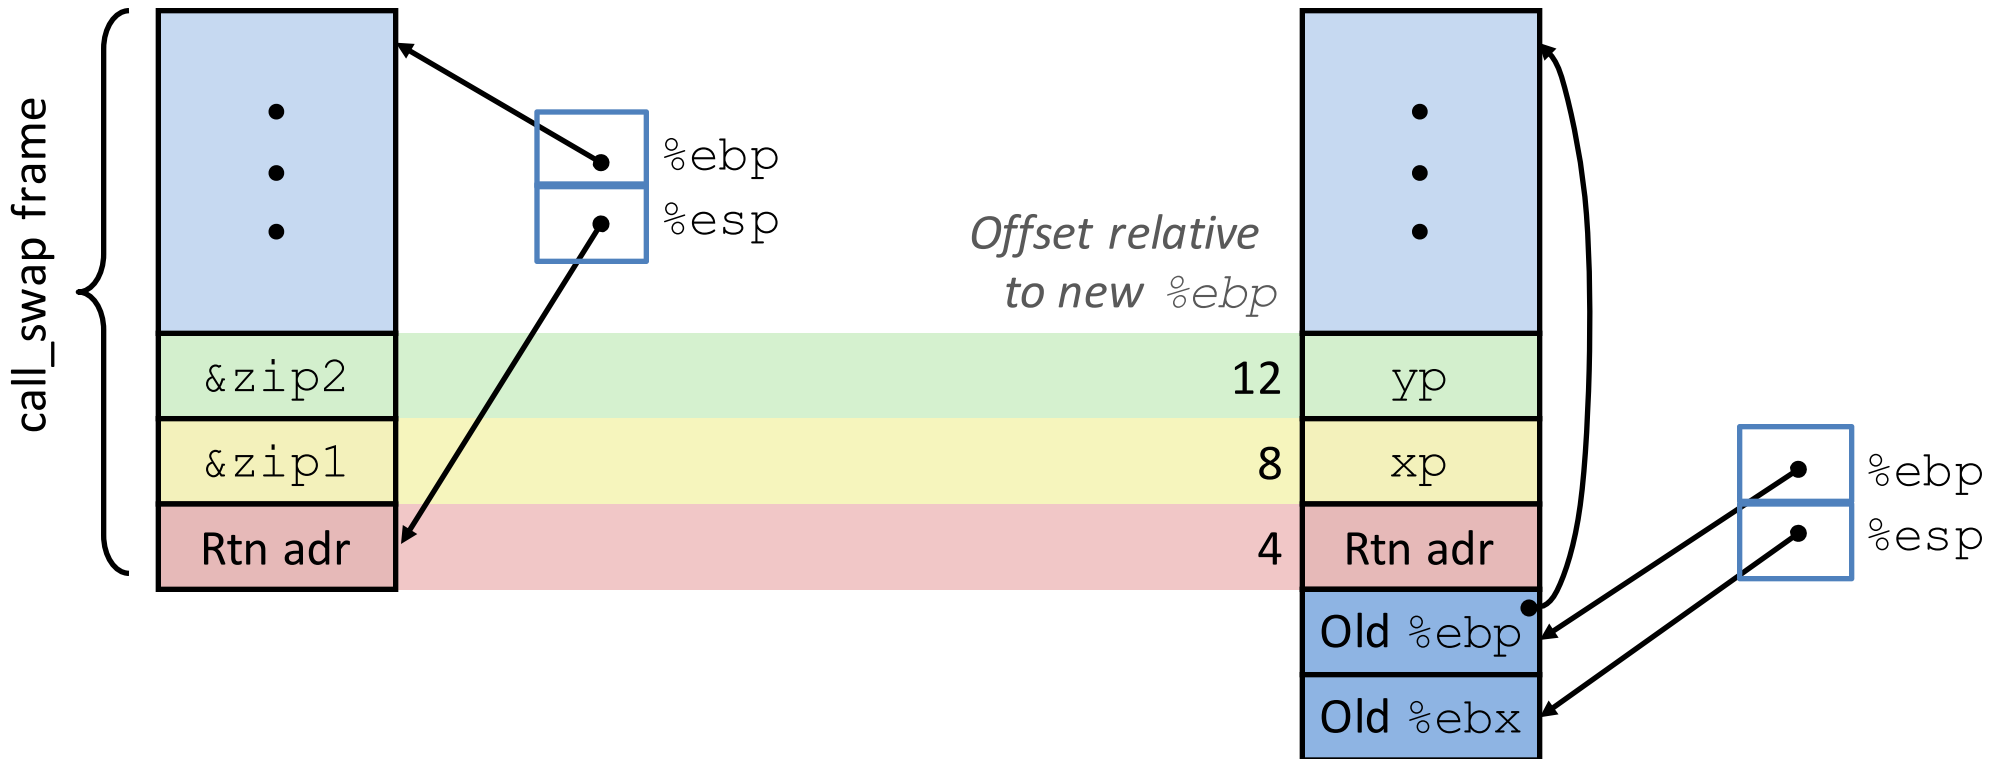 call_swap frame
&zip2
&zip1
Rtn adr
%ebp
%esp
Offset relative
to new %ebp
12
8
4
yp
xp
Rtn adr
Old %ebp
Old %ebx
%ebp
%esp